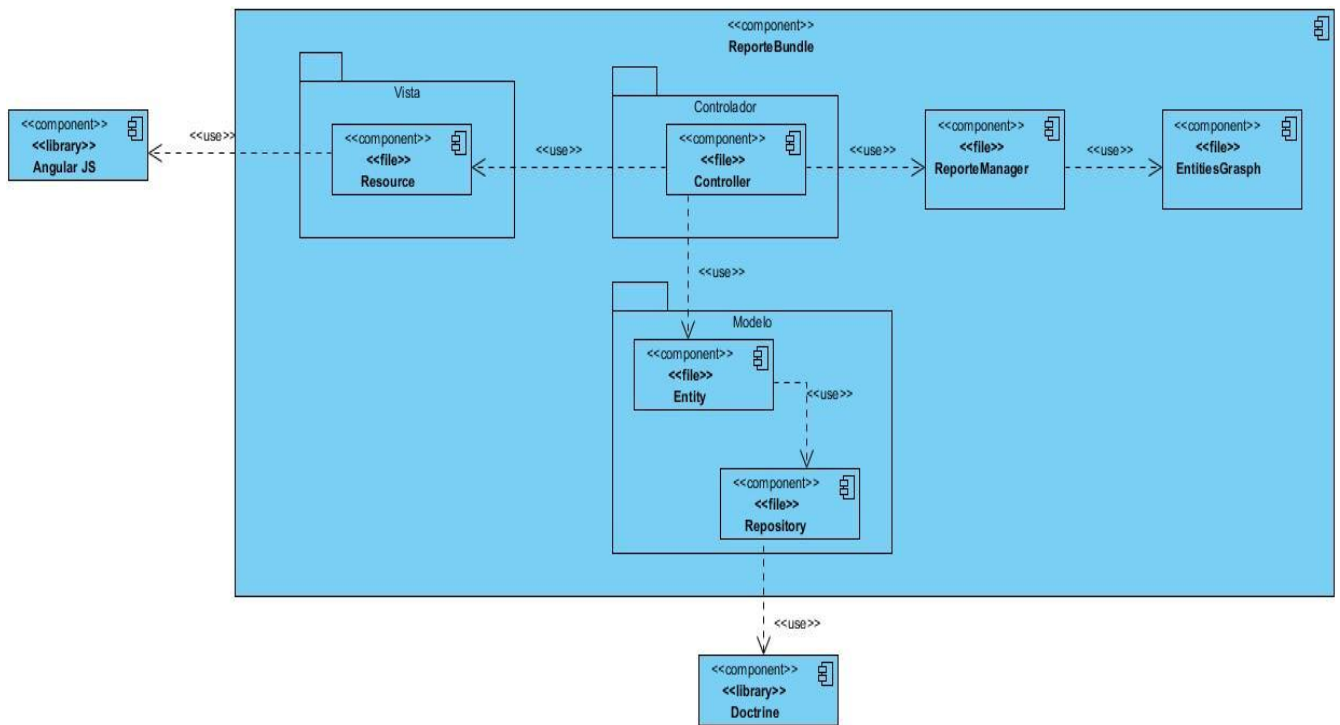 <<component>>
ReporteBundle
Vista
Controlador
<<component>>
<<library>>
Angular JS
<<use>>
<<component>>
<<file>>
Resource
<<use>>
<<component>>
<<file>>
Controller
<<use>>
<<component>>
<<file>>
ReporteManager
<<use>>
<<component>>
<<file>>
EntitiesGrasph
<<use>>
Modelo
<<component>>
<<file>>
Entity
<<use>>
<<component>>
<<file>>
Repository
<<use>>
<<component>>
<<library>>
Doctrine